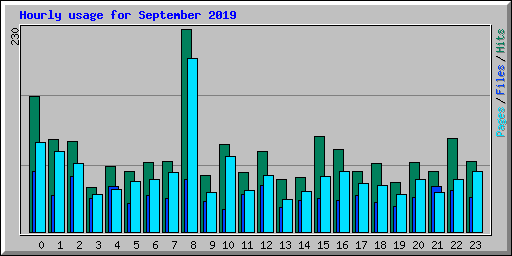 Hourly usage for September 2019
230
Pages/Files/Hits
0 1 2 3 4 5 6 7 8 9 10 11 12 13 14 15 16 17 18 19 20 21 22 23